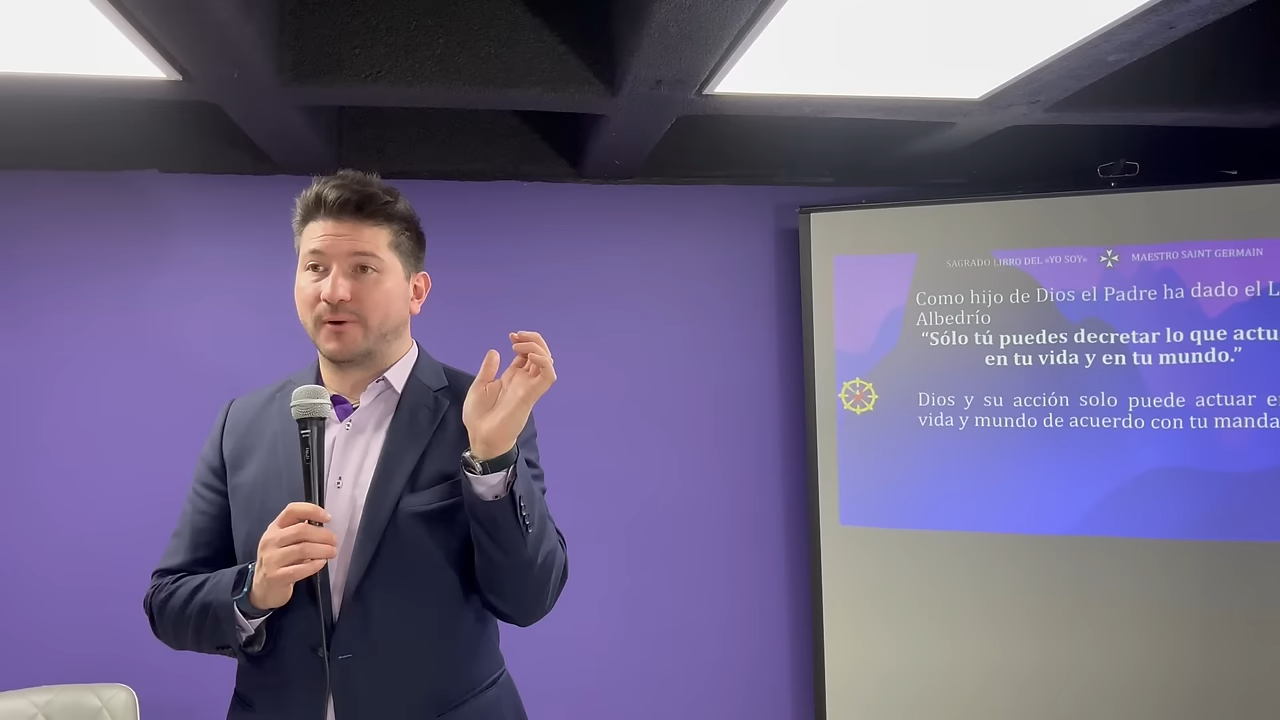 SAGRADO LIBRO DEL «YO SOY» MAESTRO SAINT GERMAIN
Como hijo de Dios el Padre ha dado el L
Albedrío
“Sólo tú puedes decretar lo que actu
en tu vida y en tu mundo.”
Dios y su acción solo puede actuar e
vida y mundo de acuerdo con tu manda